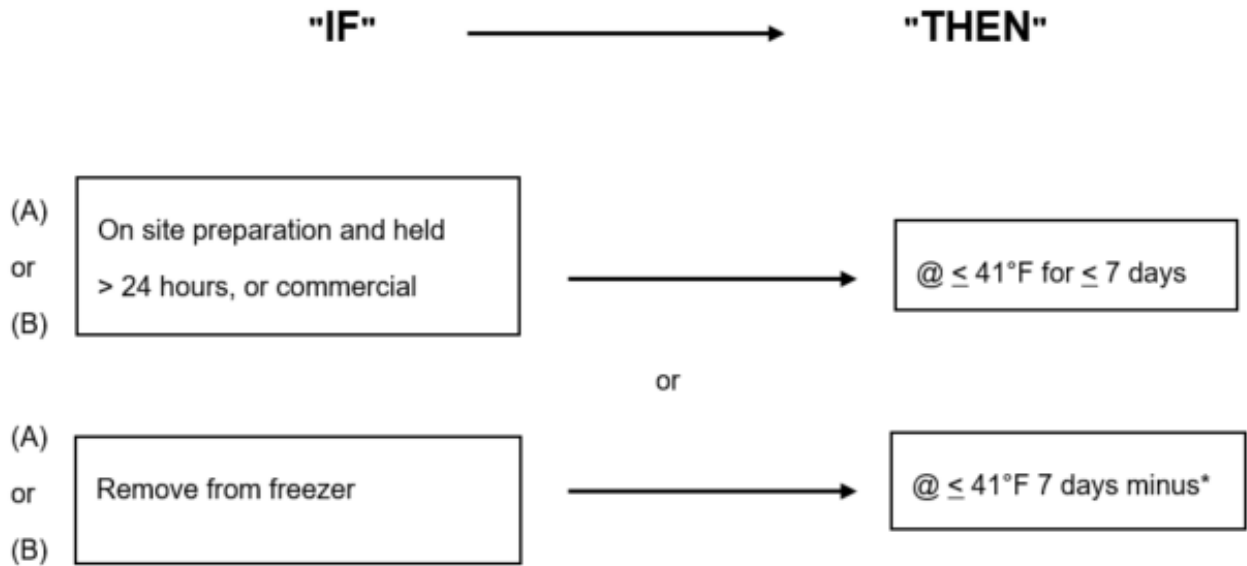 "IF" "THEN"
(A)
or
(B)
On site preparation and held
> 24 hours, or commercial
@ ≤ 41°F for ≤ 7 days
or
(A)
or
(B)
Remove from freezer
@ ≤ 41°F 7 days minus*